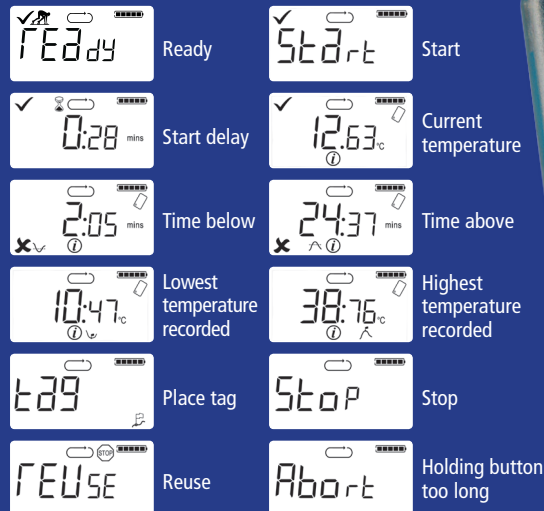 rEAdy
Ready
StArt
Start
0:28 mins
Start delay
12.63 °c
i
Current
temperature
2:05 mins
i
Time below
24:37 mins
i
Time above
10:47 °c
i
Lowest
temperature
recorded
38:76 °c
i
Highest
temperature
recorded
tAg
Place tag
StoP
Stop
STOP
rEUSE
Reuse
Abort
Holding button
too long